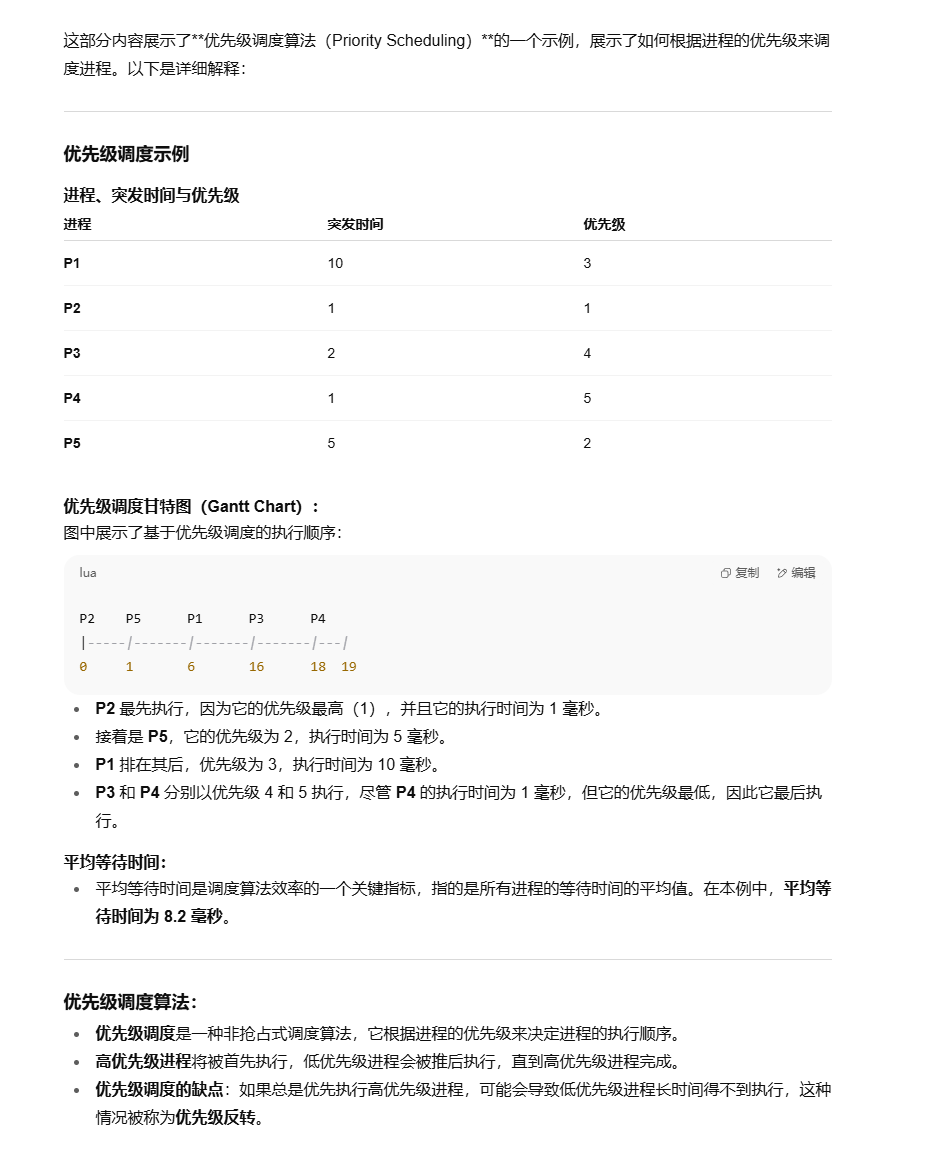 这部分内容展示了**优先级调度算法（Priority Scheduling）**的一个示例，展示了如何根据进程的优先级来调
度进程。以下是详细解释：
优先级调度示例
进程、突发时间与优先级
进程 突发时间 优先级
P1 10 3
P2 1 1
P3 2 4
P4 1 5
P5 5 2
优先级调度甘特图（Gantt Chart）：
图中展示了基于优先级调度的执行顺序：
lua 复制 编辑
P2 P5 P1 P3 P4
|-----/-------/-------/-------/---/
0 1 6 16 18 19
P2 最先执行，因为它的优先级最高（1），并且它的执行时间为 1 毫秒。
接着是 P5，它的优先级为 2，执行时间为 5 毫秒。
P1 排在其后，优先级为 3，执行时间为 10 毫秒。
P3 和 P4 分别以优先级 4 和 5 执行，尽管 P4 的执行时间为 1 毫秒，但它的优先级最低，因此它最后执
行。
平均等待时间：
平均等待时间是调度算法效率的一个关键指标，指的是所有进程的等待时间的平均值。在本例中，平均等
待时间为 8.2 毫秒。
优先级调度算法：
优先级调度是一种非抢占式调度算法，它根据进程的优先级来决定进程的执行顺序。
高优先级进程将被首先执行，低优先级进程会被推后执行，直到高优先级进程完成。
优先级调度的缺点：如果总是优先执行高优先级进程，可能会导致低优先级进程长时间得不到执行，这种
情况被称为优先级反转。